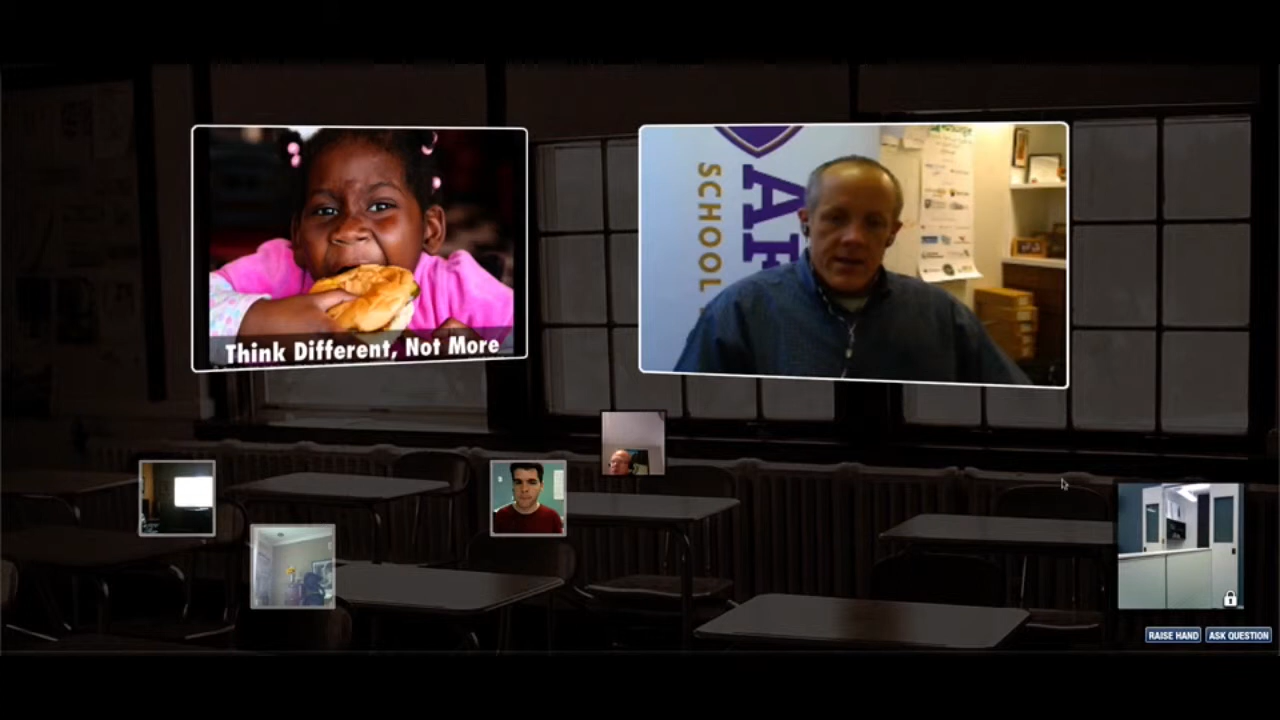 Think Different, Not More
SCHOOL
RAISE HAND
ASK QUESTION